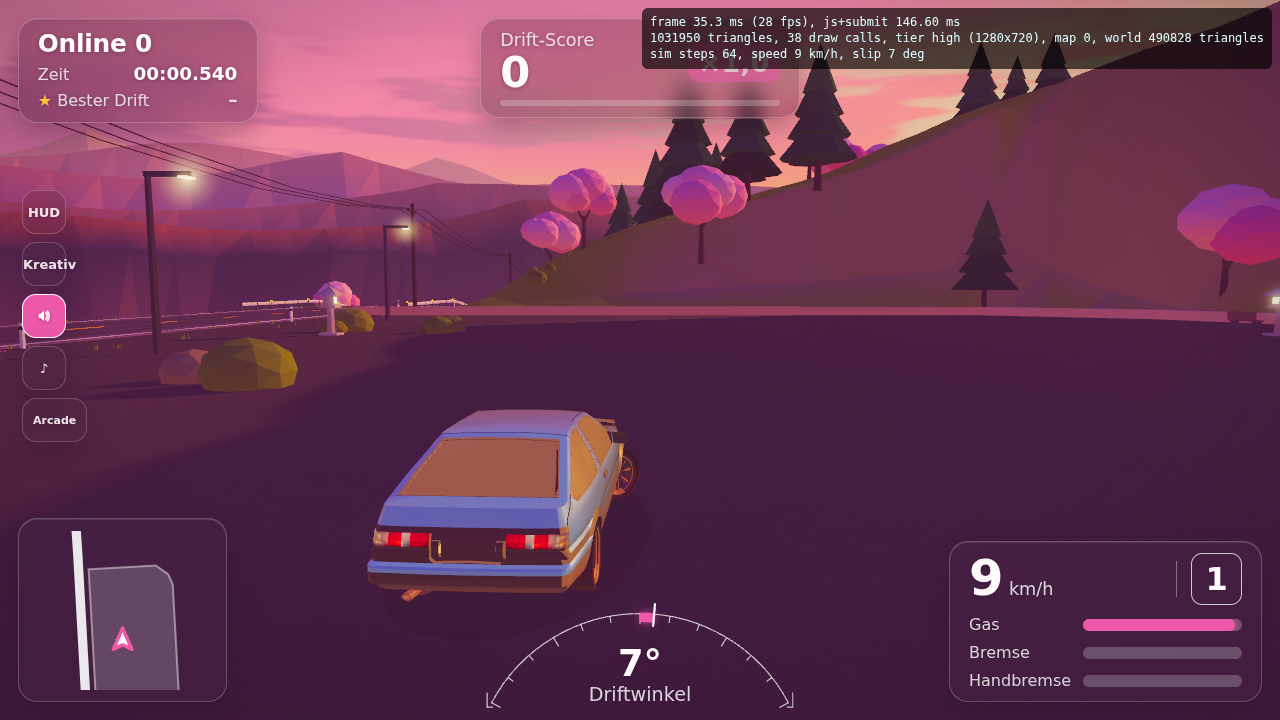 Online 0
Zeit 00:00.540
★ Bester Drift –
Drift-Score
0
×1,0
frame 35.3 ms (28 fps), js+submit 146.60 ms
1031950 triangles, 38 draw calls, tier high (1280x720), map 0, world 490828 triangles
sim steps 64, speed 9 km/h, slip 7 deg
HUD
Kreativ
♪
Arcade
7°
Driftwinkel
9 km/h 1
Gas
Bremse
Handbremse